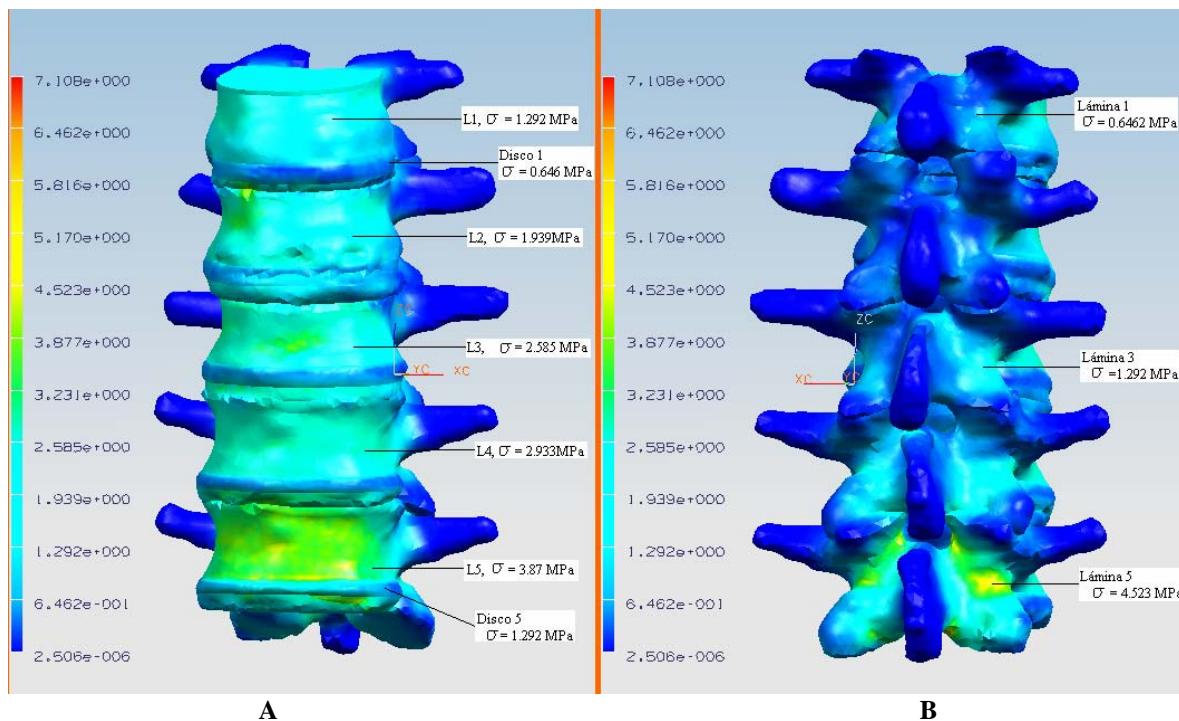 7.108e+000
6.462e+000
5.816e+000
5.170e+000
4.523e+000
3.877e+000
3.231e+000
2.585e+000
1.939e+000
1.292e+000
6.462e-001
2.506e-006
L1, σ = 1.292 MPa
Disco 1
σ = 0.646 MPa
L2, σ = 1.939MPa
ZC
YC XC
L3, σ = 2.585 MPa
L4, σ = 2.933MPa
L5, σ = 3.87 MPa
Disco 5
σ = 1.292 MPa
A
7.108e+000
6.462e+000
5.816e+000
5.170e+000
4.523e+000
3.877e+000
3.231e+000
2.585e+000
1.939e+000
1.292e+000
6.462e-001
2.506e-006
Lámina 1
σ = 0.6462 MPa
ZC
XC YC
Lámina 3
σ =1.292 MPa
Lámina 5
σ = 4.523 MPa
B